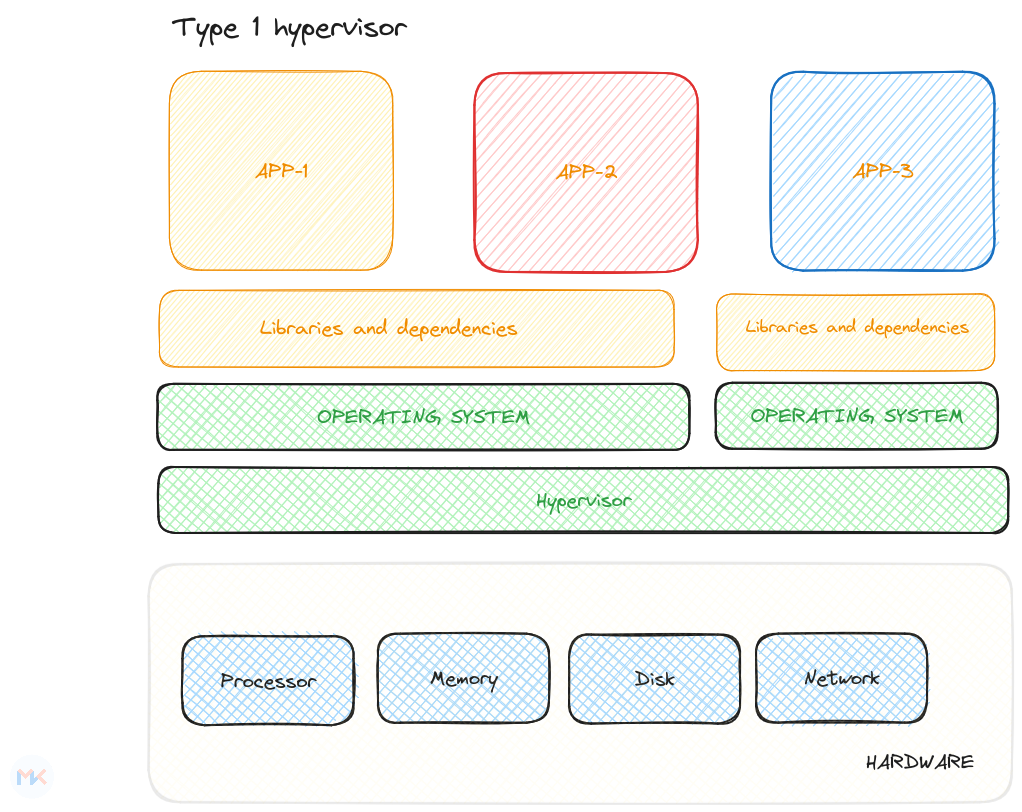 Type 1 hypervisor
APP-1
APP-2
APP-3
Libraries and dependencies
Libraries and dependencies
OPERATING SYSTEM
OPERATING SYSTEM
Hypervisor
Processor
Memory
Disk
Network
HARDWARE
MK